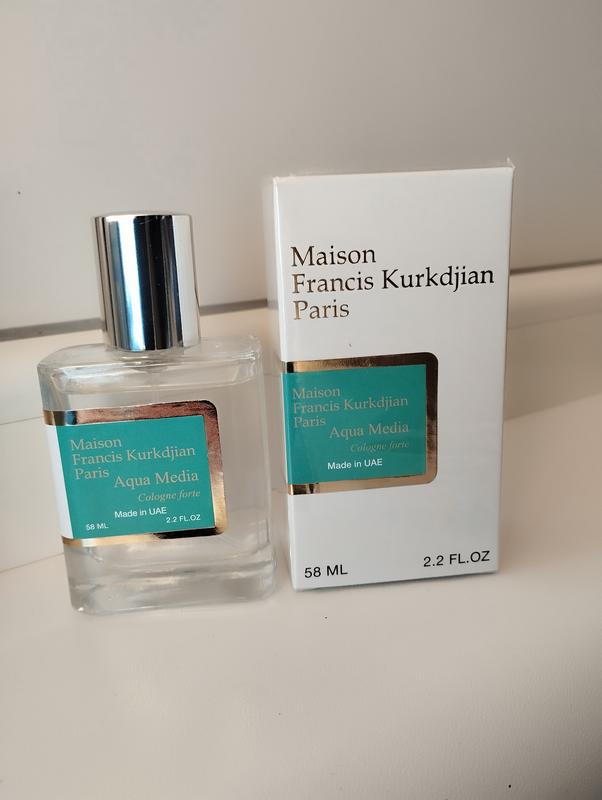 Maison
Francis Kurkdjian
Paris
Aqua Media
Cologne forte
Made in UAE
58 ML
2.2 FL.OZ
Maison
Francis Kurkdjian
Paris
Maison
Francis Kurkdjian
Paris
Aqua Media
Cologne forte
Made in UAE
58 ML
2.2 FL.OZ